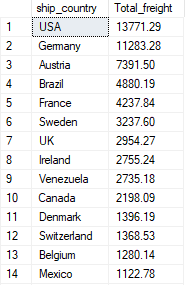 ship_country Total_freight
1 USA 13771.29
2 Germany 11283.28
3 Austria 7391.50
4 Brazil 4880.19
5 France 4237.84
6 Sweden 3237.60
7 UK 2954.27
8 Ireland 2755.24
9 Venezuela 2735.18
10 Canada 2198.09
11 Denmark 1396.19
12 Switzerland 1368.53
13 Belgium 1280.14
14 Mexico 1122.78